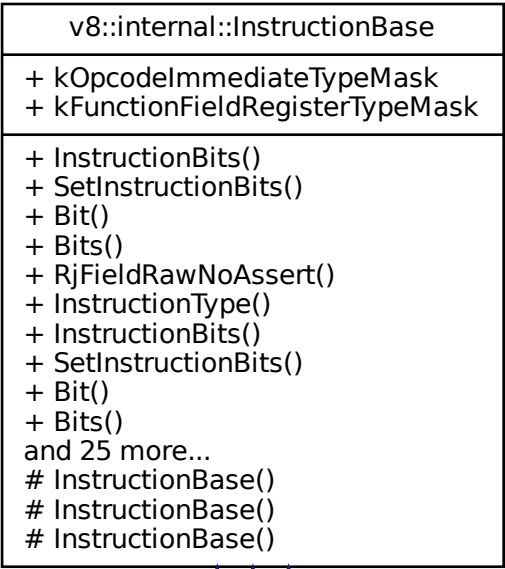 v8::internal::InstructionBase
+ kOpcodeImmediateTypeMask
+ kFunctionFieldRegisterTypeMask
+ InstructionBits()
+ SetInstructionBits()
+ Bit()
+ Bits()
+ RjFieldRawNoAssert()
+ InstructionType()
+ InstructionBits()
+ SetInstructionBits()
+ Bit()
+ Bits()
and 25 more...
# InstructionBase()
# InstructionBase()
# InstructionBase()